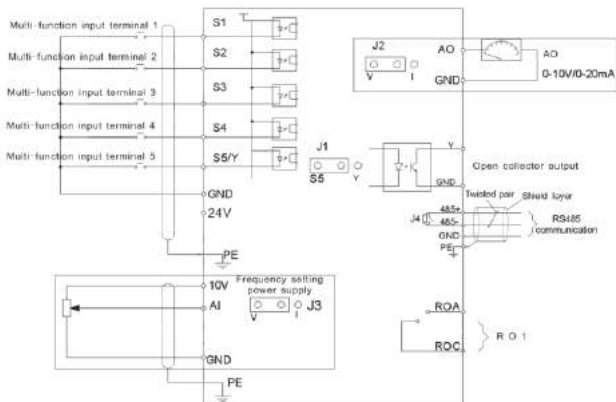 Multi-function input terminal 1
S1
Multi-function input terminal 2
S2
Multi-function input terminal 3
S3
Multi-function input terminal 4
S4
Multi-function input terminal 5
S5/Y
GND
24V
PE
J1
S5
Y
J2
V
I
AO
GND
AO
0-10V/0-20mA
Y
GND
Open collector output
Twisted pair
Shield layer
J4
485+
485-
GND
PE
RS485
communication
10V
AI
GND
PE
Frequency setting
power supply
V
I
J3
ROA
ROC
RO1